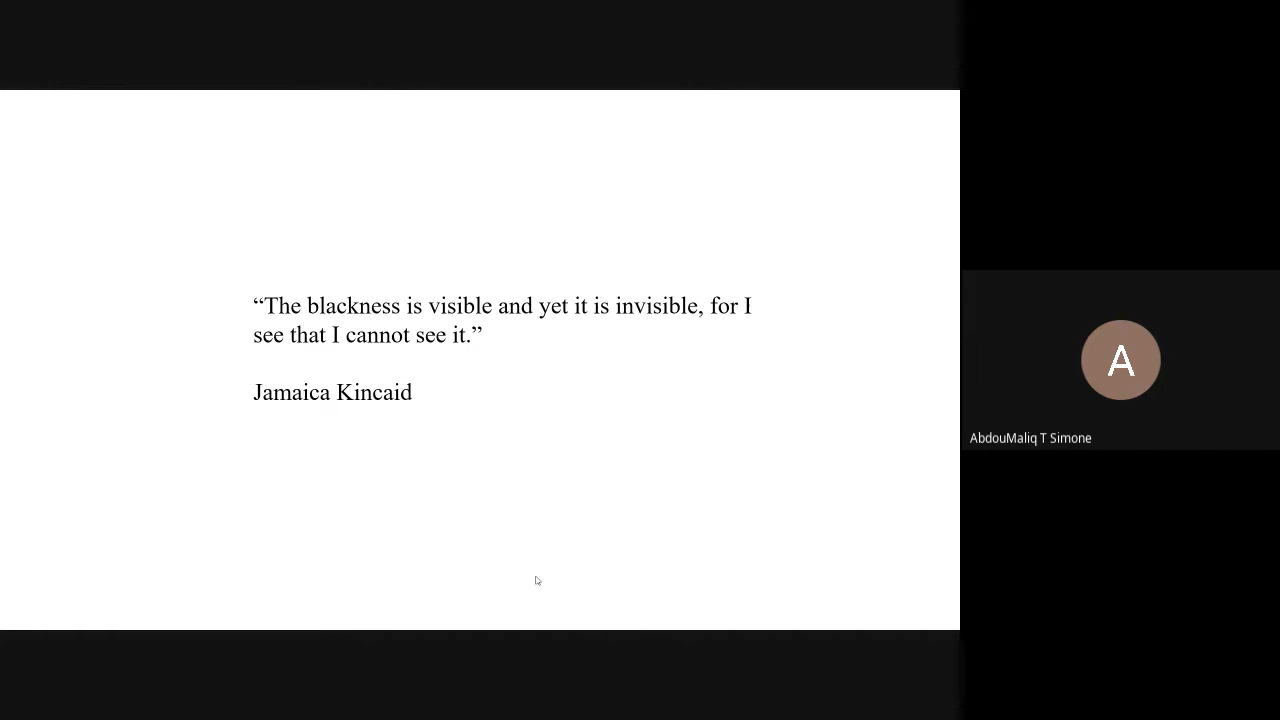 “The blackness is visible and yet it is invisible, for I
see that I cannot see it.”
Jamaica Kincaid
A
AbdouMaliq T Simone